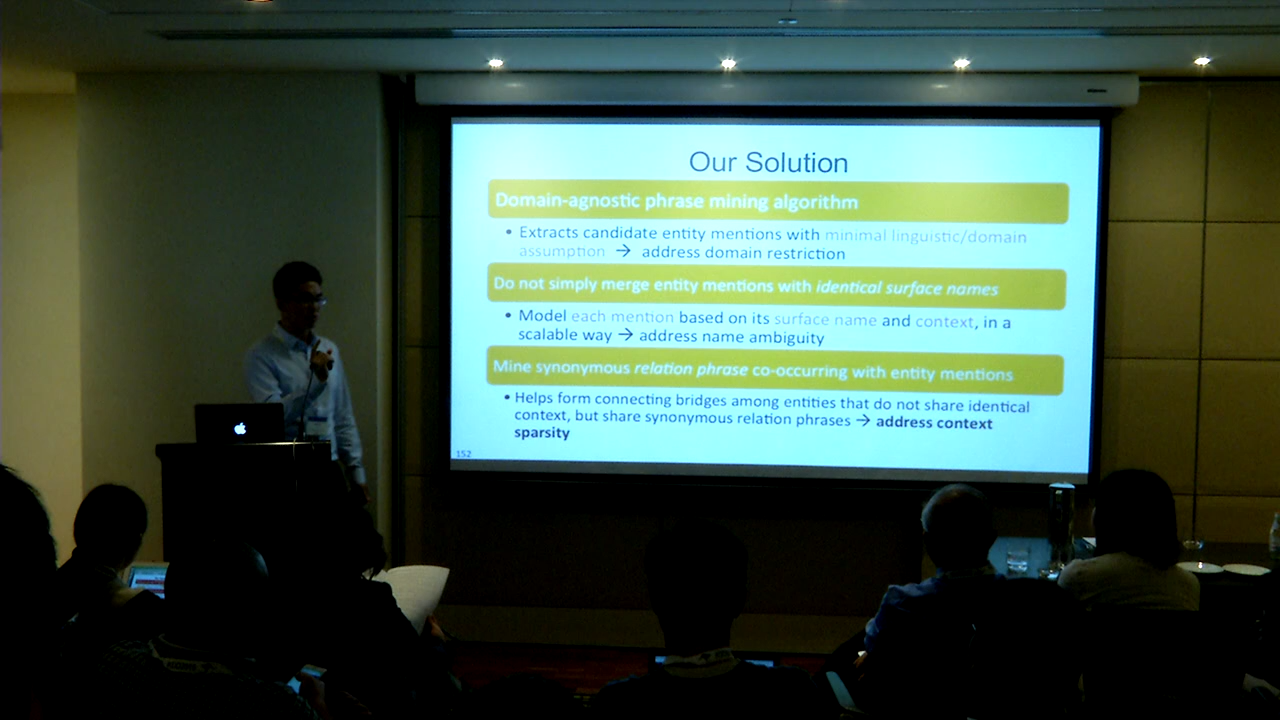 Our Solution
Domain-agnostic phrase mining algorithm
• Extracts candidate entity mentions with minimal linguistic/domain
assumption → address domain restriction
Do not simply merge entity mentions with identical surface names
• Model each mention based on its surface name and context, in a
scalable way → address name ambiguity
Mine synonymous relation phrase co-occurring with entity mentions
• Helps form connecting bridges among entities that do not share identical
context, but share synonymous relation phrases → address context
sparsity
152